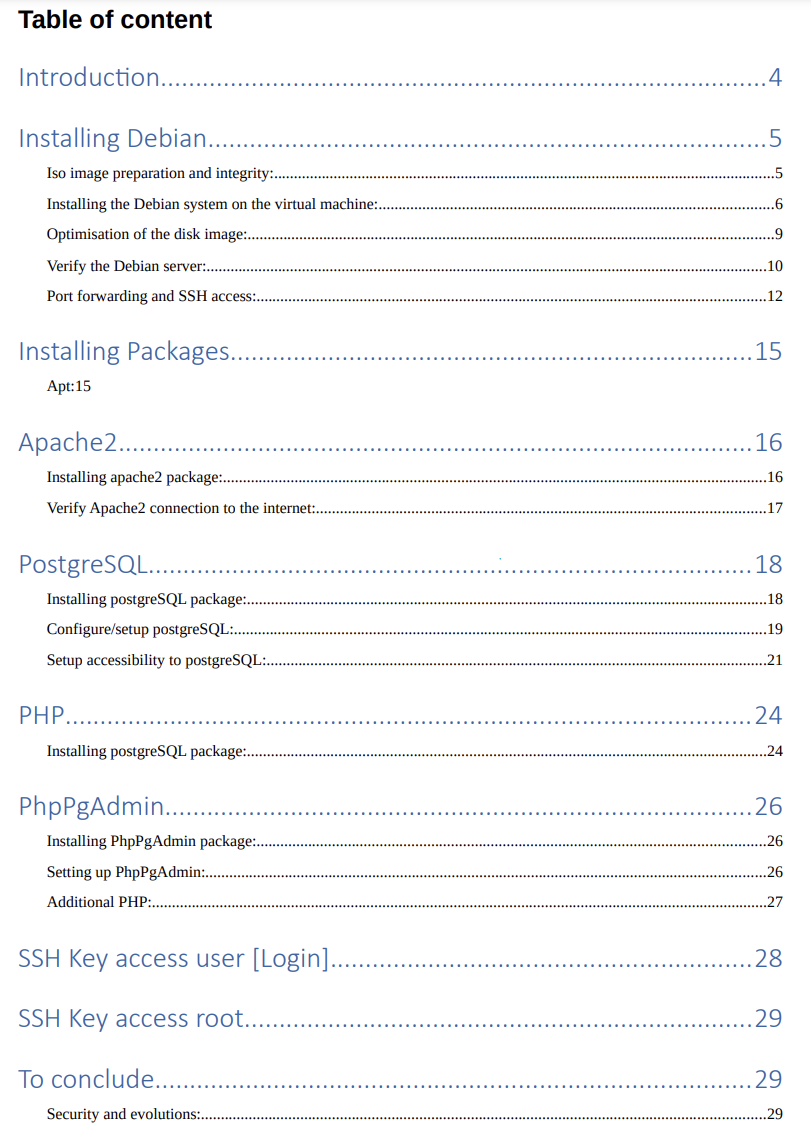 Table of content
Introduction........................................................................................4
Installing Debian.................................................................................5
Iso image preparation and integrity:..............................................................................................................................5
Installing the Debian system on the virtual machine:...................................................................................................6
Optimisation of the disk image:.....................................................................................................................................9
Verify the Debian server:..............................................................................................................................................10
Port forwarding and SSH access:.................................................................................................................................12
Installing Packages...........................................................................15
Apt:15
Apache2...........................................................................................16
Installing apache2 package:..........................................................................................................................................16
Verify Apache2 connection to the internet:..................................................................................................................17
PostgreSQL.......................................................................................18
Installing postgreSQL package:....................................................................................................................................18
Configure/setup postgreSQL:.......................................................................................................................................19
Setup accessibility to postgreSQL:...............................................................................................................................21
PHP...................................................................................................24
Installing postgreSQL package:....................................................................................................................................24
PhpPgAdmin.....................................................................................26
Installing PhpPgAdmin package:..................................................................................................................................26
Setting up PhpPgAdmin:...............................................................................................................................................26
Additional PHP:............................................................................................................................................................27
SSH Key access user [Login].............................................................28
SSH Key access root.........................................................................29
To conclude......................................................................................29
Security and evolutions:................................................................................................................................................29